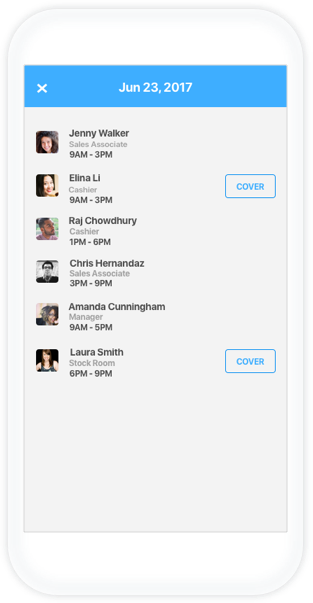 Jun 23, 2017
Jenny Walker
Sales Associate
9AM - 3PM
Elina Li
Cashier
9AM - 3PM
COVER
Raj Chowdhury
Cashier
1PM - 6PM
Chris Hernandaz
Sales Associate
3PM - 9PM
Amanda Cunningham
Manager
9AM - 5PM
Laura Smith
Stock Room
6PM - 9PM
COVER